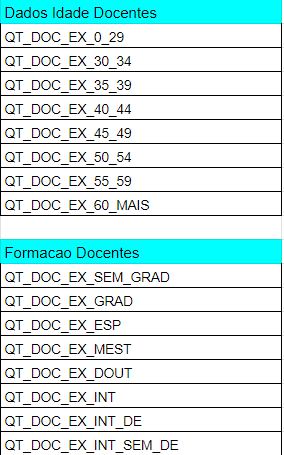 Dados Idade Docentes
QT_DOC_EX_0_29
QT_DOC_EX_30_34
QT_DOC_EX_35_39
QT_DOC_EX_40_44
QT_DOC_EX_45_49
QT_DOC_EX_50_54
QT_DOC_EX_55_59
QT_DOC_EX_60_MAIS
Formacao Docentes
QT_DOC_EX_SEM_GRAD
QT_DOC_EX_GRAD
QT_DOC_EX_ESP
QT_DOC_EX_MEST
QT_DOC_EX_DOUT
QT_DOC_EX_INT
QT_DOC_EX_INT_DE
QT_DOC_EX_INT_SEM_DE